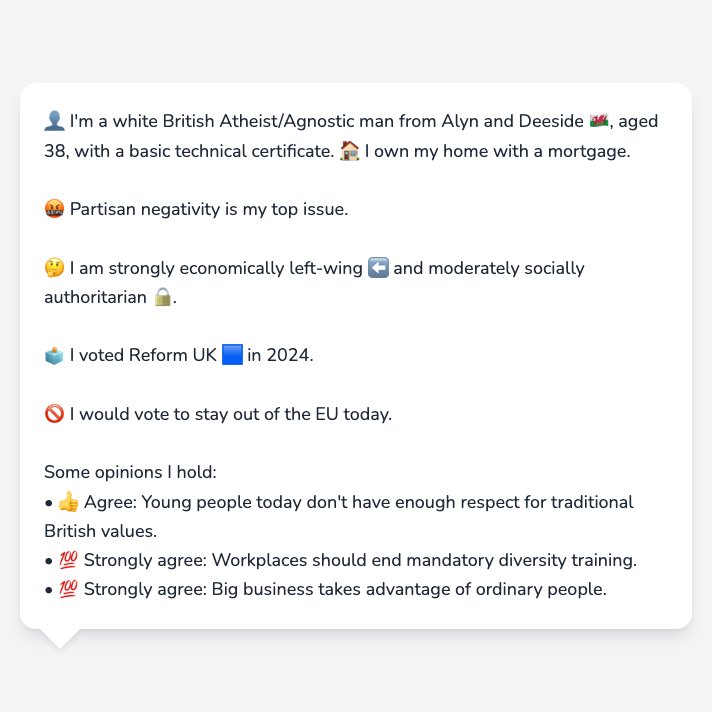 👤 I'm a white British Atheist/Agnostic man from Alyn and Deeside 🏴󠁧󠁢󠁷󠁬󠁳󠁿, aged
38, with a basic technical certificate. 🏠 I own my home with a mortgage.
🤬 Partisan negativity is my top issue.
🤔 I am strongly economically left-wing ⬅️ and moderately socially
authoritarian 🔒.
🗳️ I voted Reform UK 🟦 in 2024.
🚫 I would vote to stay out of the EU today.
Some opinions I hold:
• 👍 Agree: Young people today don't have enough respect for traditional
British values.
• 💯 Strongly agree: Workplaces should end mandatory diversity training.
• 💯 Strongly agree: Big business takes advantage of ordinary people.